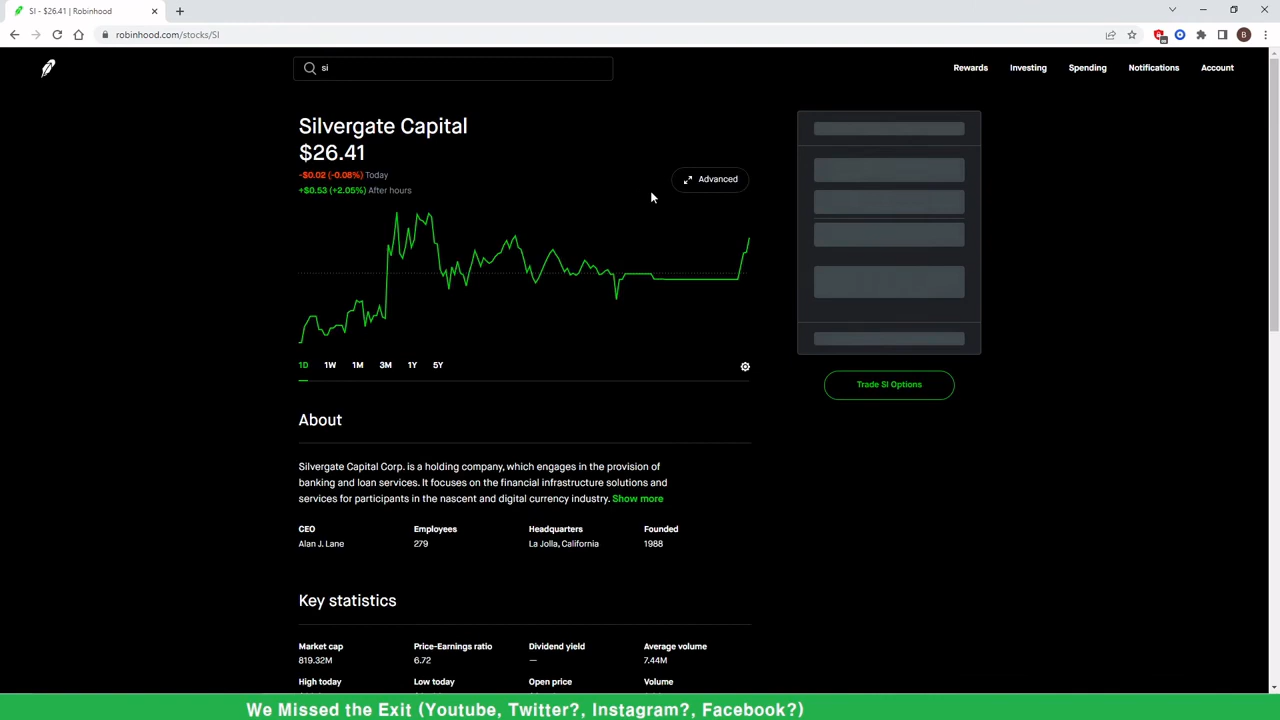 SI - $26.41 | Robinhood
robinhood.com/stocks/SI
B
si
Rewards
Investing
Spending
Notifications
Account
Silvergate Capital
$26.41
-$0.02 (-0.08%) Today
+$0.53 (+2.05%) After hours
Advanced
1D 1W 1M 3M 1Y 5Y
Trade SI Options
About
Silvergate Capital Corp. is a holding company, which engages in the provision of
banking and loan services. It focuses on the financial infrastructure solutions and
services for participants in the nascent and digital currency industry. Show more
CEO Employees Headquarters Founded
Alan J. Lane 279 La Jolla, California 1988
Key statistics
Market cap Price-Earnings ratio Dividend yield Average volume
819.32M 6.72 — 7.44M
High today Low today Open price Volume
We Missed the Exit (Youtube, Twitter?, Instagram?, Facebook?)